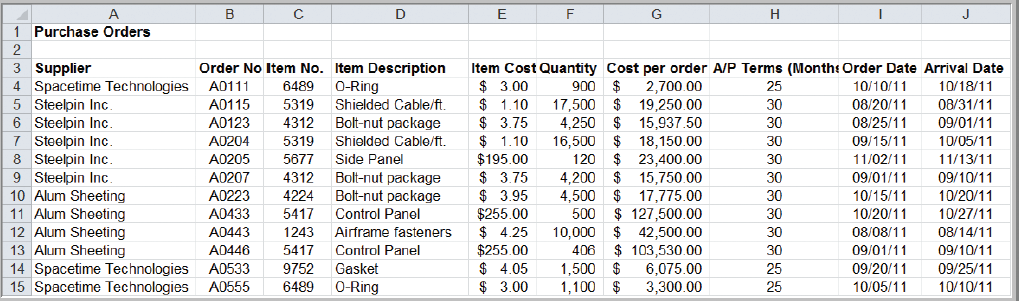 A B C D E F G H I J
1 Purchase Orders
2
3 Supplier Order No Item No. Item Description Item Cost Quantity Cost per order A/P Terms (Months Order Date Arrival Date
4 Spacetime Technologies A0111 6489 O-Ring $ 3.00 900 $ 2,700.00 25 10/10/11 10/18/11
5 Steelpin Inc. A0115 5319 Shielded Cable/ft. $ 1.10 17,500 $ 19,250.00 30 08/20/11 08/31/11
6 Steelpin Inc. A0123 4312 Bolt-nut package $ 3.75 4,250 $ 15,937.50 30 08/25/11 09/01/11
7 Steelpin Inc. A0204 5319 Shielded Cable/ft. $ 1.10 16,500 $ 18,150.00 30 09/15/11 10/05/11
8 Steelpin Inc. A0205 5677 Side Panel $195.00 120 $ 23,400.00 30 11/02/11 11/13/11
9 Steelpin Inc. A0207 4312 Bolt-nut package $ 3.75 4,200 $ 15,750.00 30 09/01/11 09/10/11
10 Alum Sheeting A0223 4224 Bolt-nut package $ 3.95 4,500 $ 17,775.00 30 10/15/11 10/20/11
11 Alum Sheeting A0433 5417 Control Panel $255.00 500 $ 127,500.00 30 10/20/11 10/27/11
12 Alum Sheeting A0443 1243 Airframe fasteners $ 4.25 10,000 $ 42,500.00 30 08/08/11 08/14/11
13 Alum Sheeting A0446 5417 Control Panel $255.00 406 $ 103,530.00 30 09/01/11 09/10/11
14 Spacetime Technologies A0533 9752 Gasket $ 4.05 1,500 $ 6,075.00 25 09/20/11 09/25/11
15 Spacetime Technologies A0555 6489 O-Ring $ 3.00 1,100 $ 3,300.00 25 10/05/11 10/10/11